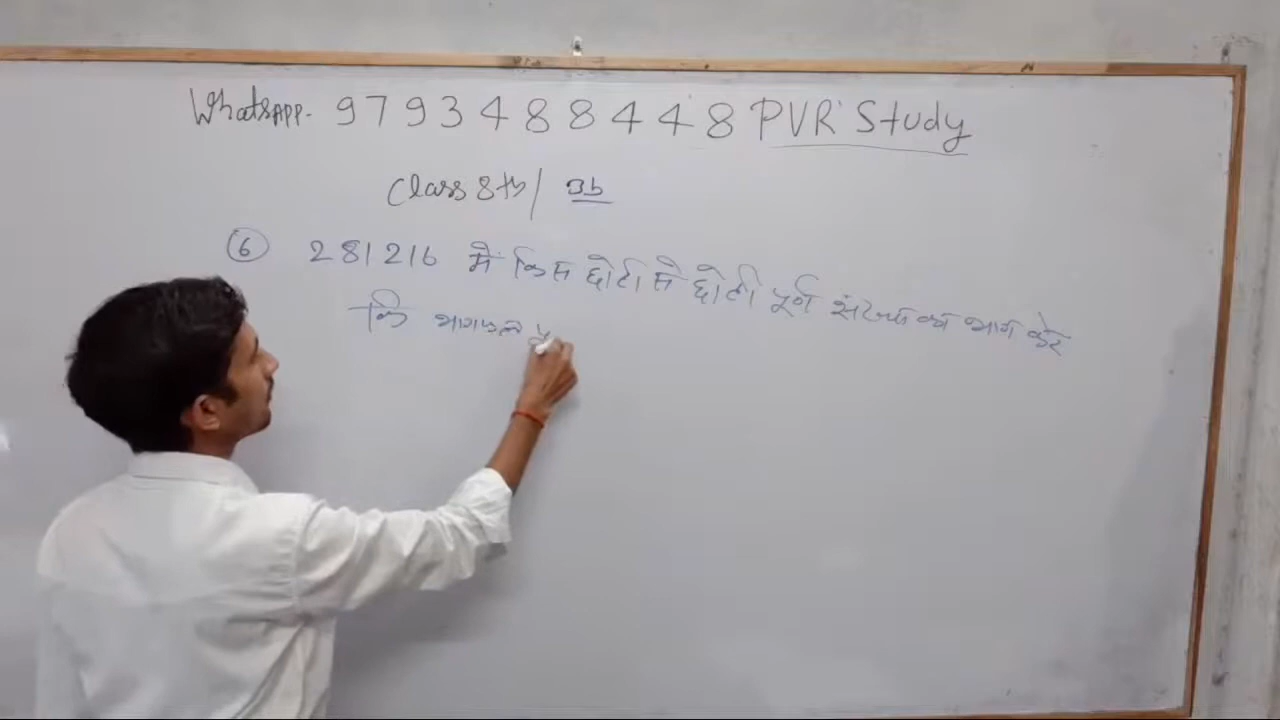 WhatsApp. 9793488448 PVR Study
Class 8th / 3b
6 281216 में किस छोटी से छोटी पूर्ण संख्या का भाग करे
कि भागफल